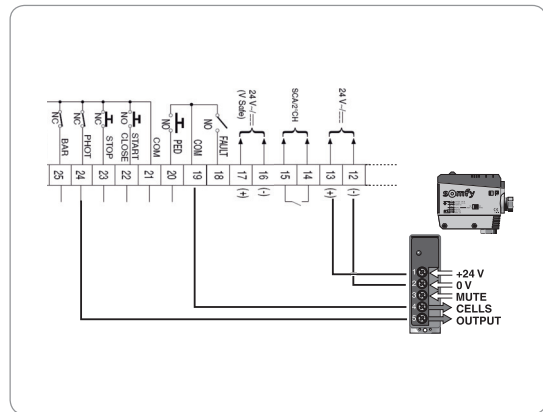 24 V~/⎓
(V Safe)
SCA/2°CH
24 V~/⎓
NC
NC
NC
NO
NO
NO
BAR
PHOT
STOP
START
CLOSE
COM
PED
COM
FAULT
25 24 23 22 21 20 19 18 17 16 15 14 13 12
(+) (-) (+) (-)
somfy
1 +24 V
2 0 V
3 MUTE
4 CELLS
5 OUTPUT